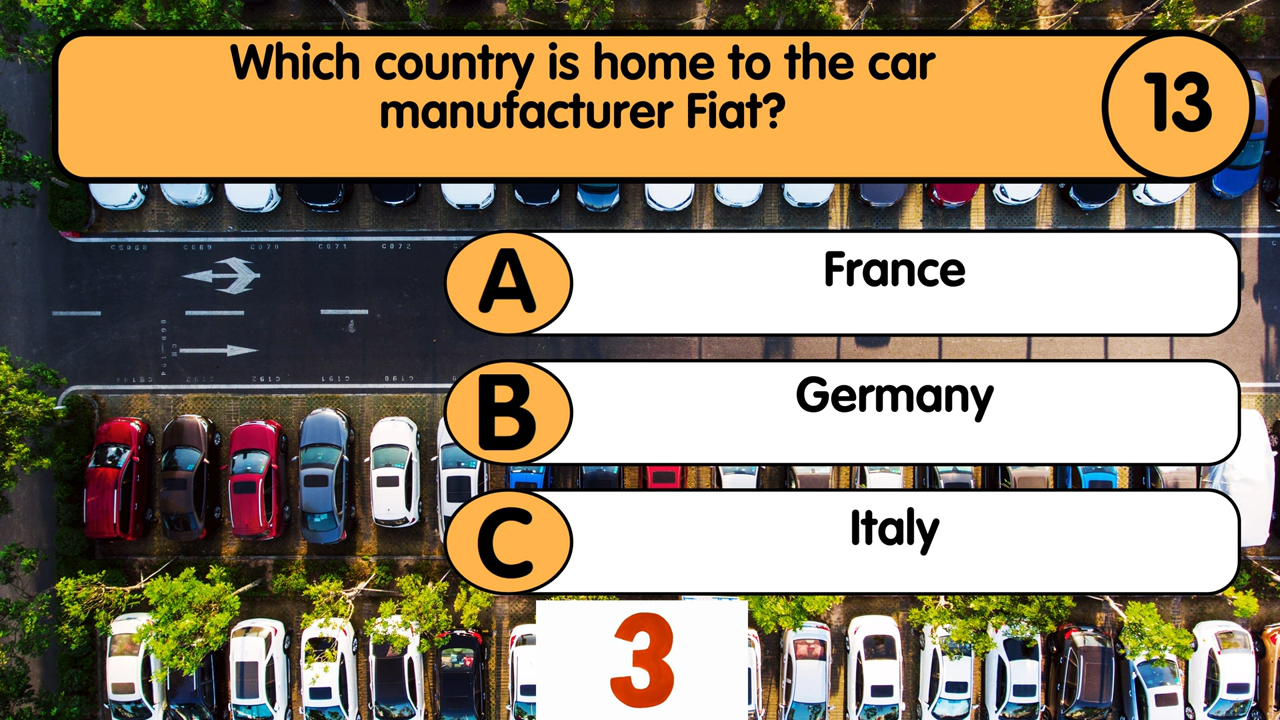 Which country is home to the car
manufacturer Fiat?
13
A
France
B
Germany
C
Italy
3